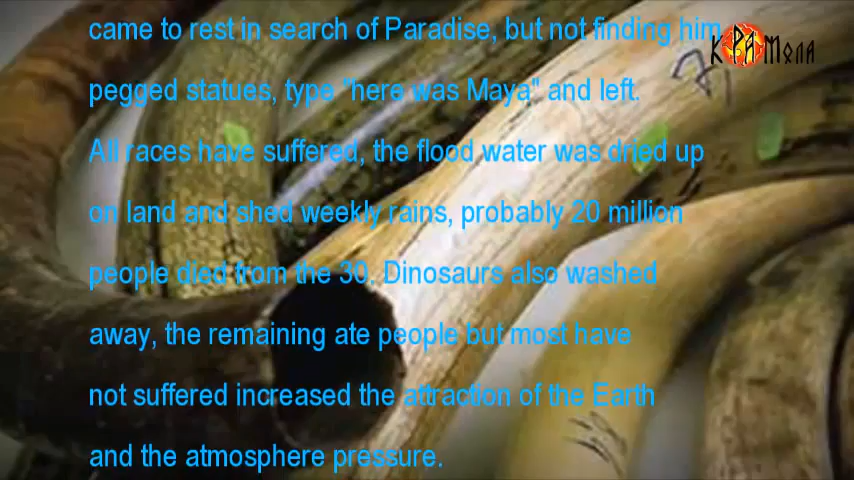 came to rest in search of Paradise, but not finding him
КРАМОЛА
pegged statues, type "here was Maya" and left.
All races have suffered, the flood water was dried up
on land and shed weekly rains, probably 20 million
people died from the 30. Dinosaurs also washed
away, the remaining ate people but most have
not suffered increased the attraction of the Earth
and the atmosphere pressure.